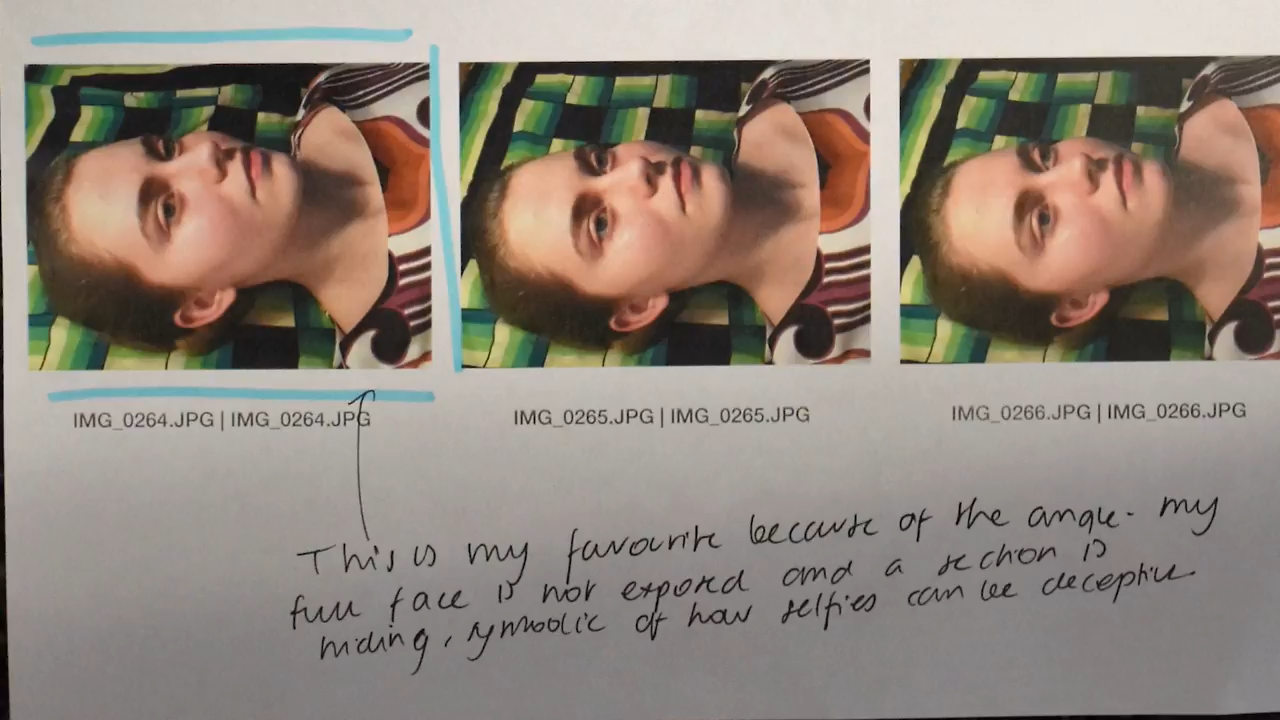 IMG_0264.JPG | IMG_0264.JPG
IMG_0265.JPG | IMG_0265.JPG
IMG_0266.JPG | IMG_0266.JPG
This is my favourite because of the angle - my
full face is not exposed and a section is
hiding, symbolic of how selfies can be deceptive